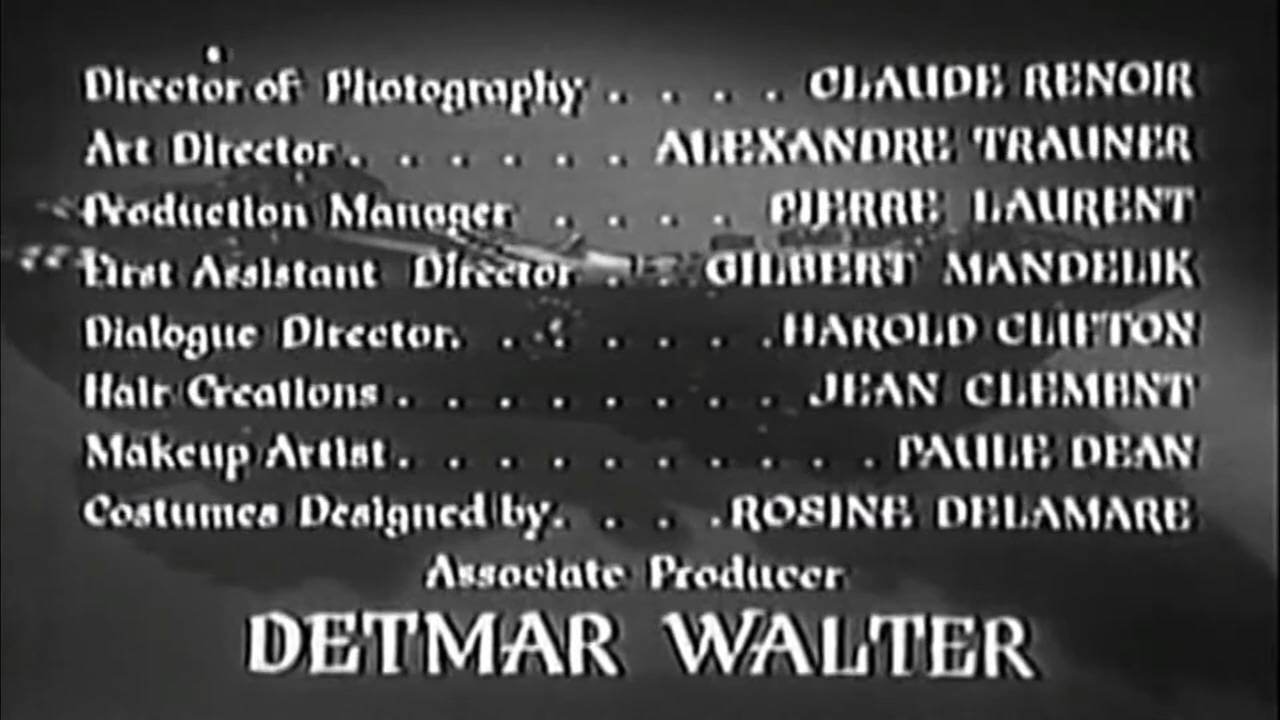 Director of Photography . . . . CLAUDE RENOIR
Art Director . . . . . . ALEXANDRE TRAUNER
Production Manager . . . . PIERRE LAURENT
First Assistant Director . . GILBERT MANDELIK
Dialogue Director. . . . . . . HAROLD CLIFTON
Hair Creations . . . . . . . . JEAN CLEMENT
Makeup Artist . . . . . . . . . . PAULE DEAN
Costumes Designed by. . . . . ROSINE DELAMARE
Associate Producer
DETMAR WALTER